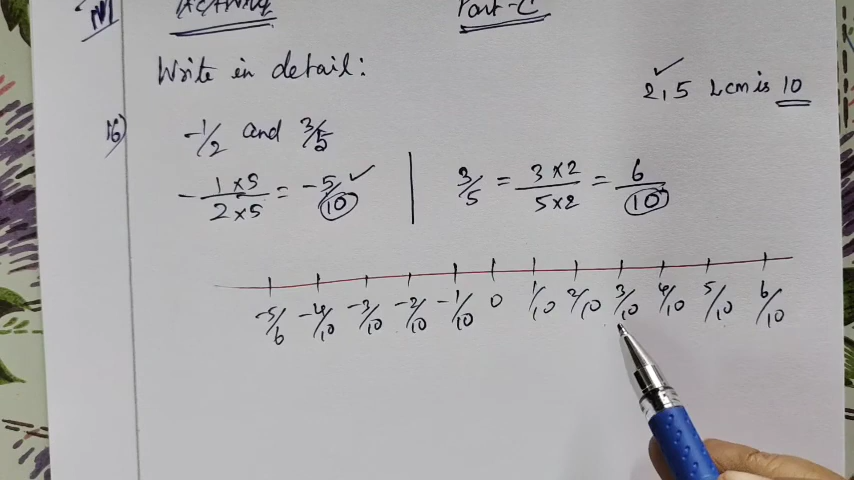 Part-C
Write in detail:
2,5 Lcm is 10
16) -1/2 and 3/5
- 1×5/2×5 = -5/10 | 3/5 = 3×2/5×2 = 6/10
-5/6 -4/10 -3/10 -2/10 -1/10 0 1/10 2/10 3/10 4/10 5/10 6/10